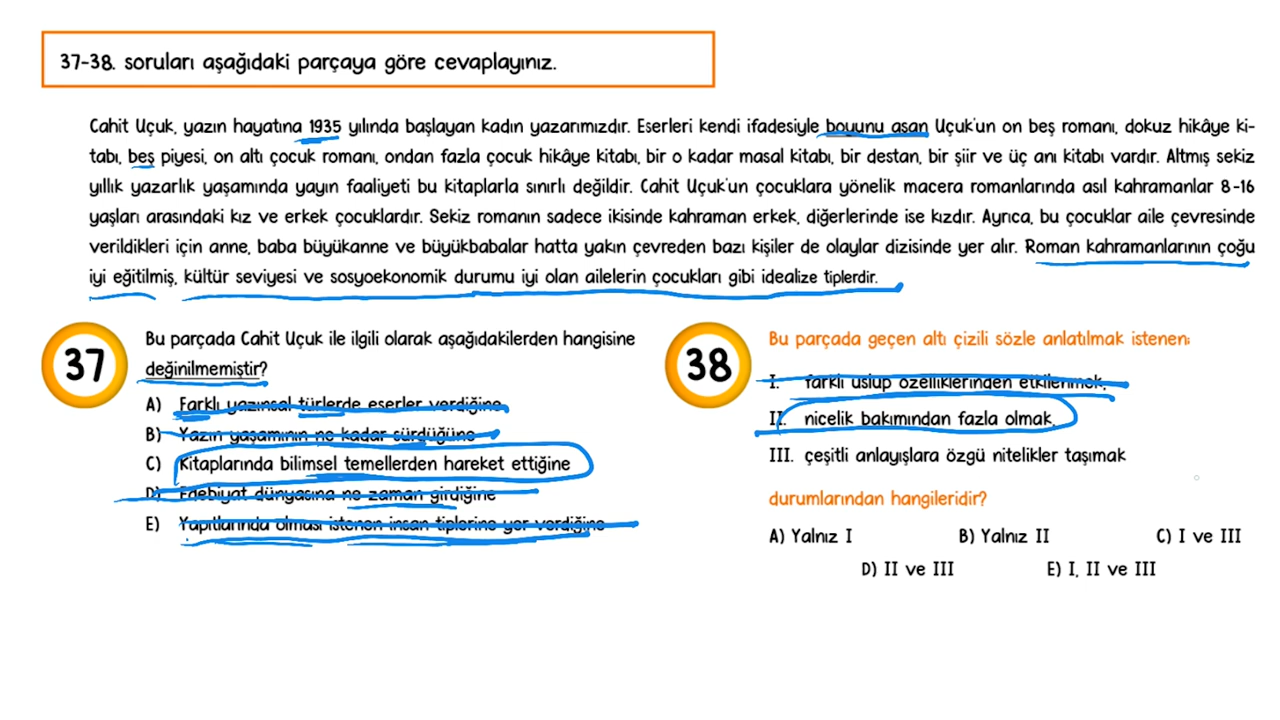 37-38. soruları aşağıdaki parçaya göre cevaplayınız.
Cahit Uçuk, yazın hayatına 1935 yılında başlayan kadın yazarımızdır. Eserleri kendi ifadesiyle boyunu aşan Uçuk'un on beş romanı, dokuz hikâye ki-
tabı, beş piyesi, on altı çocuk romanı, ondan fazla çocuk hikâye kitabı, bir o kadar masal kitabı, bir destan, bir şiir ve üç anı kitabı vardır. Altmış sekiz
yıllık yazarlık yaşamında yayın faaliyeti bu kitaplarla sınırlı değildir. Cahit Uçuk'un çocuklara yönelik macera romanlarında asıl kahramanlar 8-16
yaşları arasındaki kız ve erkek çocuklardır. Sekiz romanın sadece ikisinde kahraman erkek, diğerlerinde ise kızdır. Ayrıca, bu çocuklar aile çevresinde
verildikleri için anne, baba büyükanne ve büyükbabalar hatta yakın çevreden bazı kişiler de olaylar dizisinde yer alır. Roman kahramanlarının çoğu
iyi eğitilmiş, kültür seviyesi ve sosyoekonomik durumu iyi olan ailelerin çocukları gibi idealize tiplerdir.
37
Bu parçada Cahit Uçuk ile ilgili olarak aşağıdakilerden hangisine
değinilmemiştir?
A) Farklı yazınsal türlerde eserler verdiğine
B) Yazın yaşamının ne kadar sürdüğüne
C) Kitaplarında bilimsel temellerden hareket ettiğine
D) Edebiyat dünyasına ne zaman girdiğine
E) Yapıtlarında olması istenen insan tiplerine yer verdiğine
38
Bu parçada geçen altı çizili sözle anlatılmak istenen;
I. farklı üslup özelliklerinden etkilenmek,
II. nicelik bakımından fazla olmak,
III. çeşitli anlayışlara özgü nitelikler taşımak
durumlarından hangileridir?
A) Yalnız I B) Yalnız II C) I ve III
D) II ve III E) I, II ve III